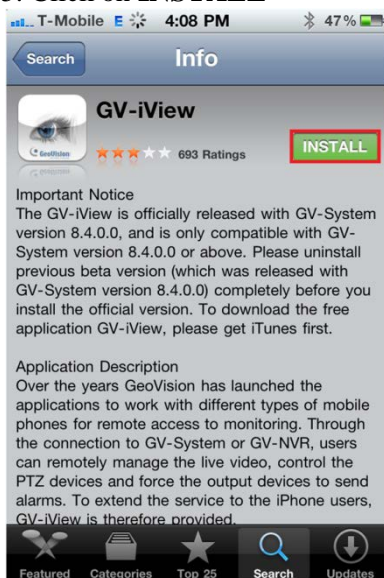 T-Mobile E 4:08 PM 47%
Search Info
GV-iView
GeoVision
693 Ratings
INSTALL
Important Notice
The GV-iView is officially released with GV-System
version 8.4.0.0, and is only compatible with GV-
System version 8.4.0.0 or above. Please uninstall
previous beta version (which was released with
GV-System version 8.4.0.0) completely before you
install the official version. To download the free
application GV-iView, please get iTunes first.
Application Description
Over the years GeoVision has launched the
applications to work with different types of mobile
phones for remote access to monitoring. Through
the connection to GV-System or GV-NVR, users
can remotely manage the live video, control the
PTZ devices and force the output devices to send
alarms. To extend the service to the iPhone users,
GV-iView is therefore provided.
Featured Categories Top 25 Search Updates